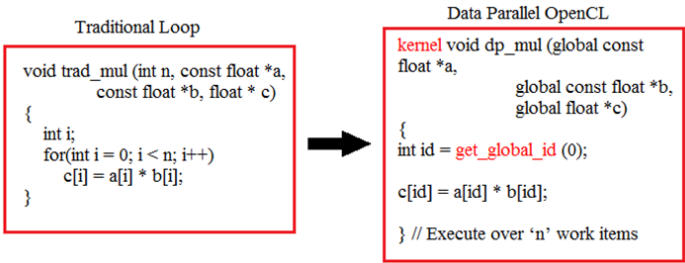 Traditional Loop
void trad_mul (int n, const float *a,
const float *b, float * c)
{
int i;
for(int i = 0; i < n; i++)
c[i] = a[i] * b[i];
}
Data Parallel OpenCL
kernel void dp_mul (global const
float *a,
global const float *b,
global float *c)
{
int id = get_global_id (0);
c[id] = a[id] * b[id];
} // Execute over ‘n’ work items